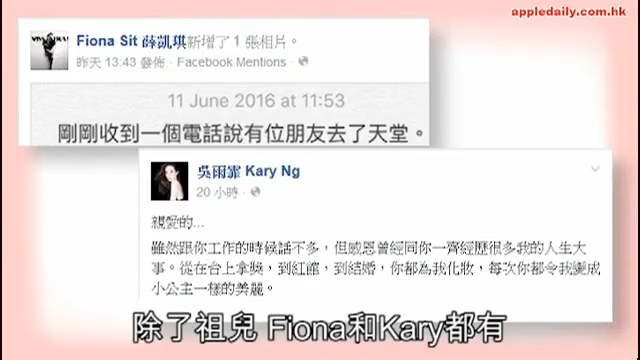 appledaily.com.hk
Fiona Sit 薛凱琪新增了 1 張相片。
昨天 13:43 發佈 · Facebook Mentions ·
11 June 2016 at 11:53
剛剛收到一個電話說有位朋友去了天堂。
吳雨霏 Kary Ng
20 小時 ·
親愛的...
雖然跟你工作的時候話不多，但感恩曾經同你一齊經歷很多我的人生大
事。從在台上拿獎，到紅館，到結婚，你都為我化妝，每次你都令我變成
小公主一樣的美麗。
除了祖兒 Fiona和Kary都有